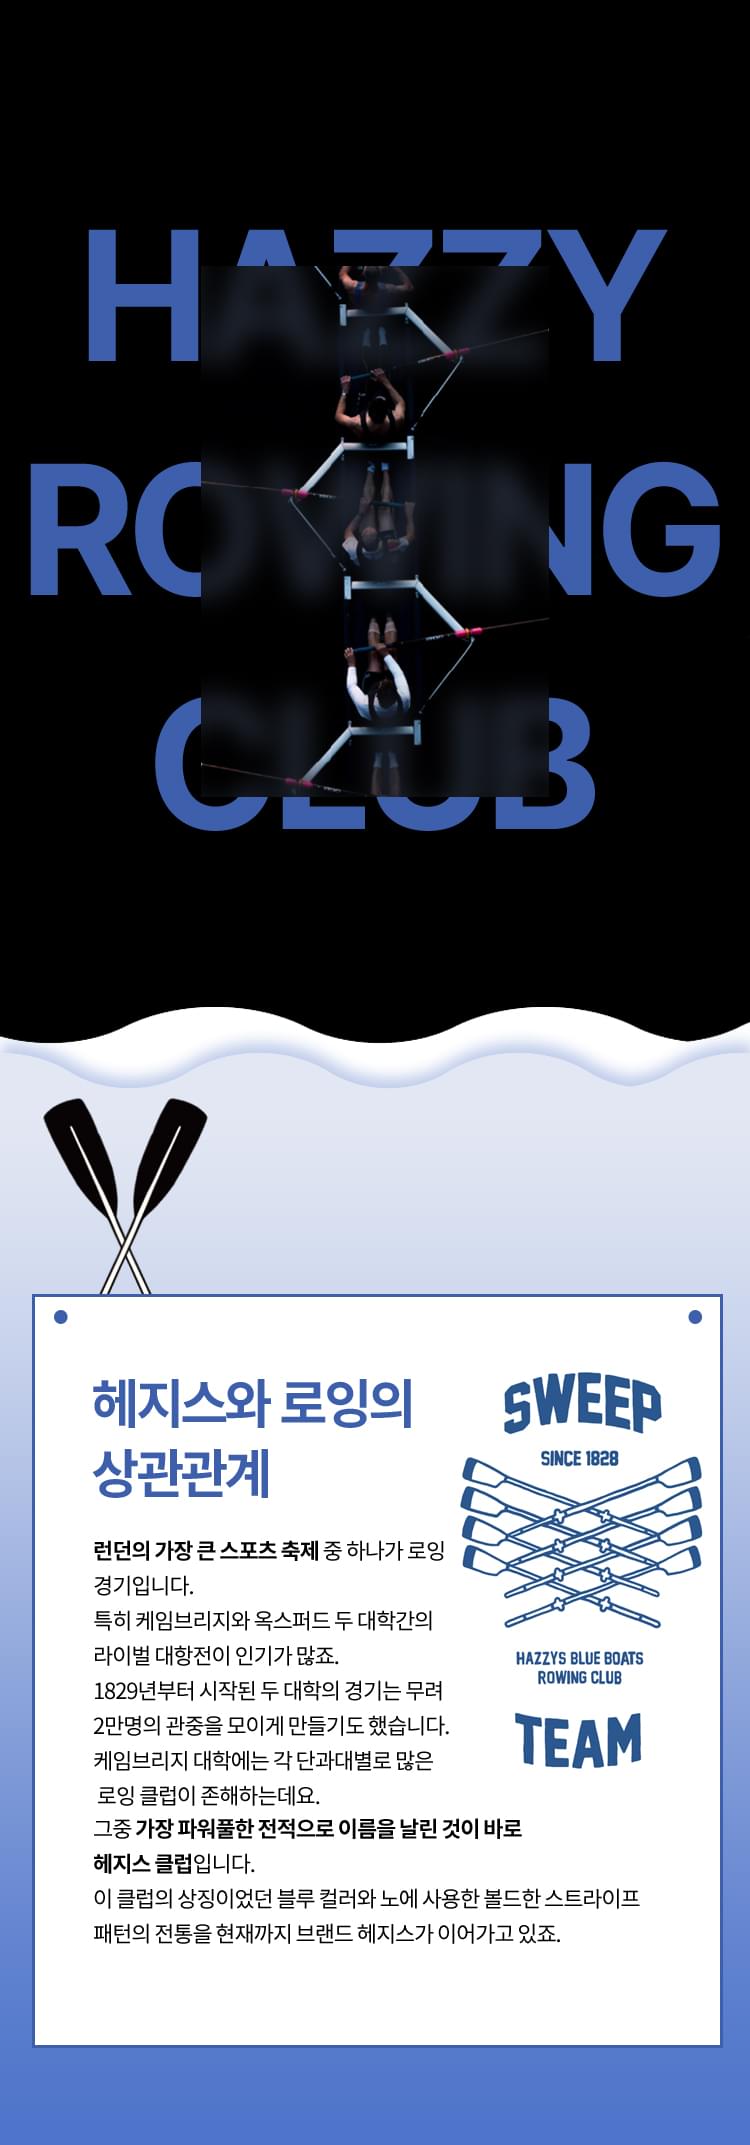 HAZZY
ROWING
CLUB
헤지스와 로잉의
상관관계
런던의 가장 큰 스포츠 축제 중 하나가 로잉
경기입니다.
특히 케임브리지와 옥스퍼드 두 대학간의
라이벌 대항전이 인기가 많죠.
1829년부터 시작된 두 대학의 경기는 무려
2만명의 관중을 모이게 만들기도 했습니다.
케임브리지 대학에는 각 단과대별로 많은
로잉 클럽이 존해하는데요.
그중 가장 파워풀한 전적으로 이름을 날린 것이 바로
헤지스 클럽입니다.
이 클럽의 상징이었던 블루 컬러와 노에 사용한 볼드한 스트라이프
패턴의 전통을 현재까지 브랜드 헤지스가 이어가고 있죠.
SWEEP
SINCE 1828
HAZZYS BLUE BOATS
ROWING CLUB
TEAM